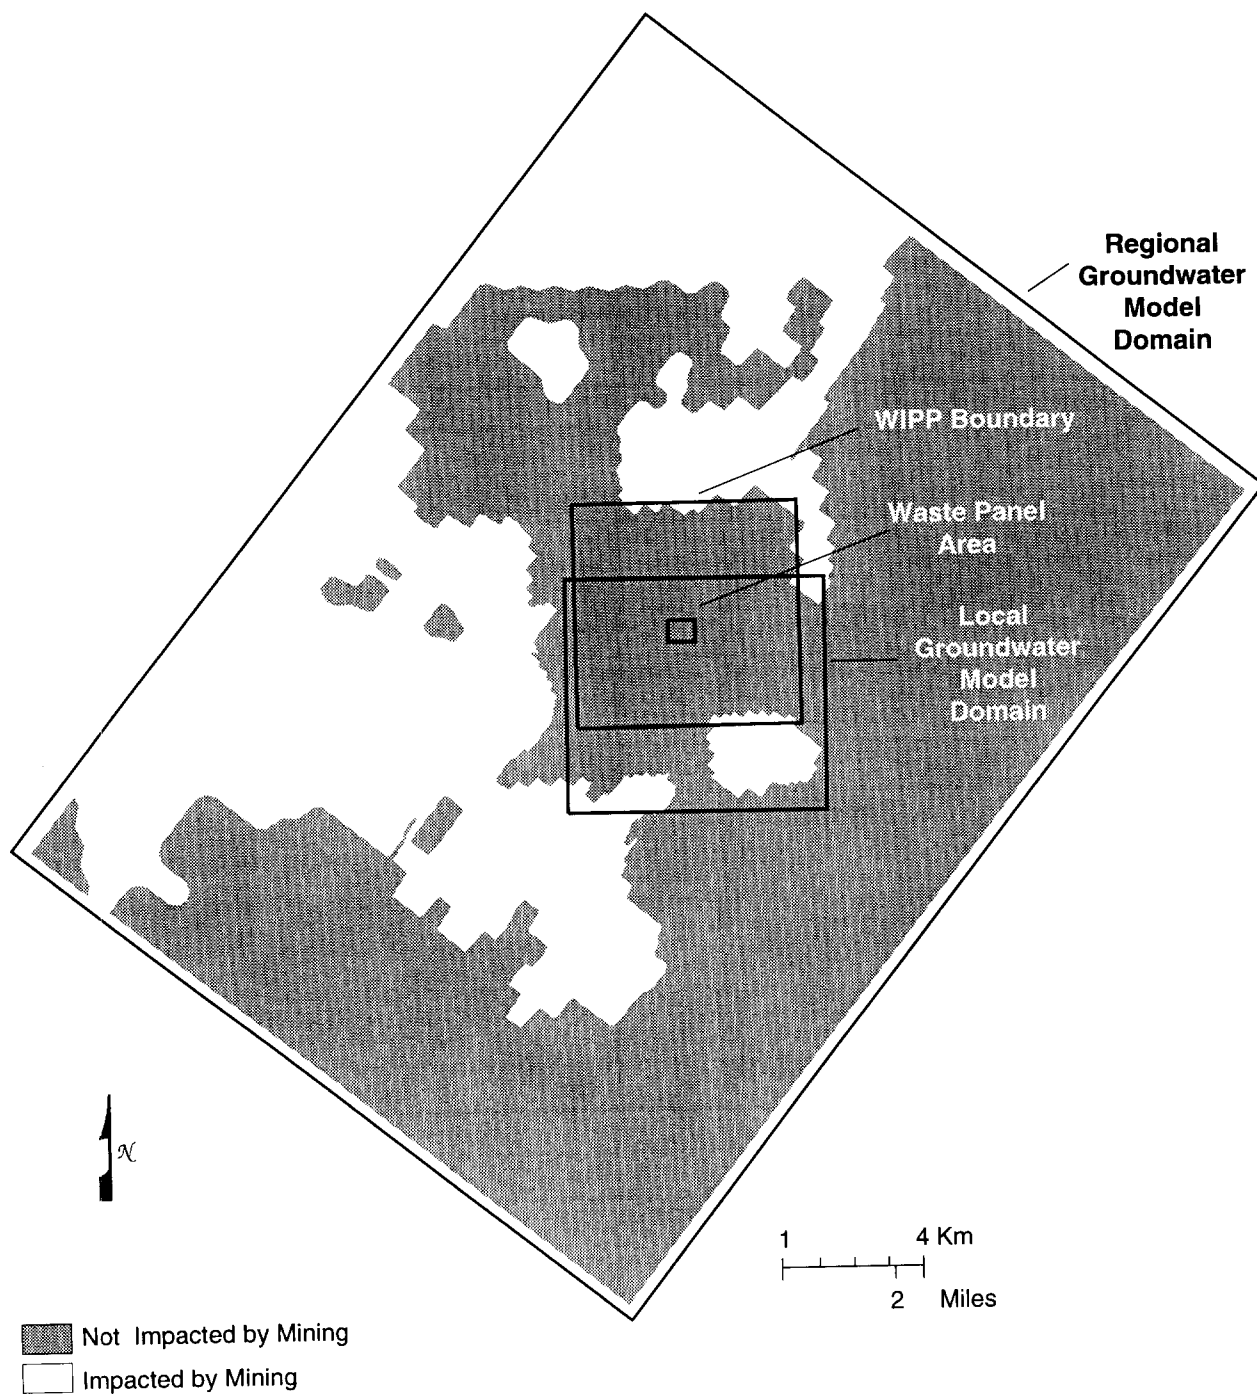 Regional
Groundwater
Model
Domain
WIPP Boundary
Waste Panel
Area
Local
Groundwater
Model
Domain
N
1 4 Km
2 Miles
Not Impacted by Mining
Impacted by Mining